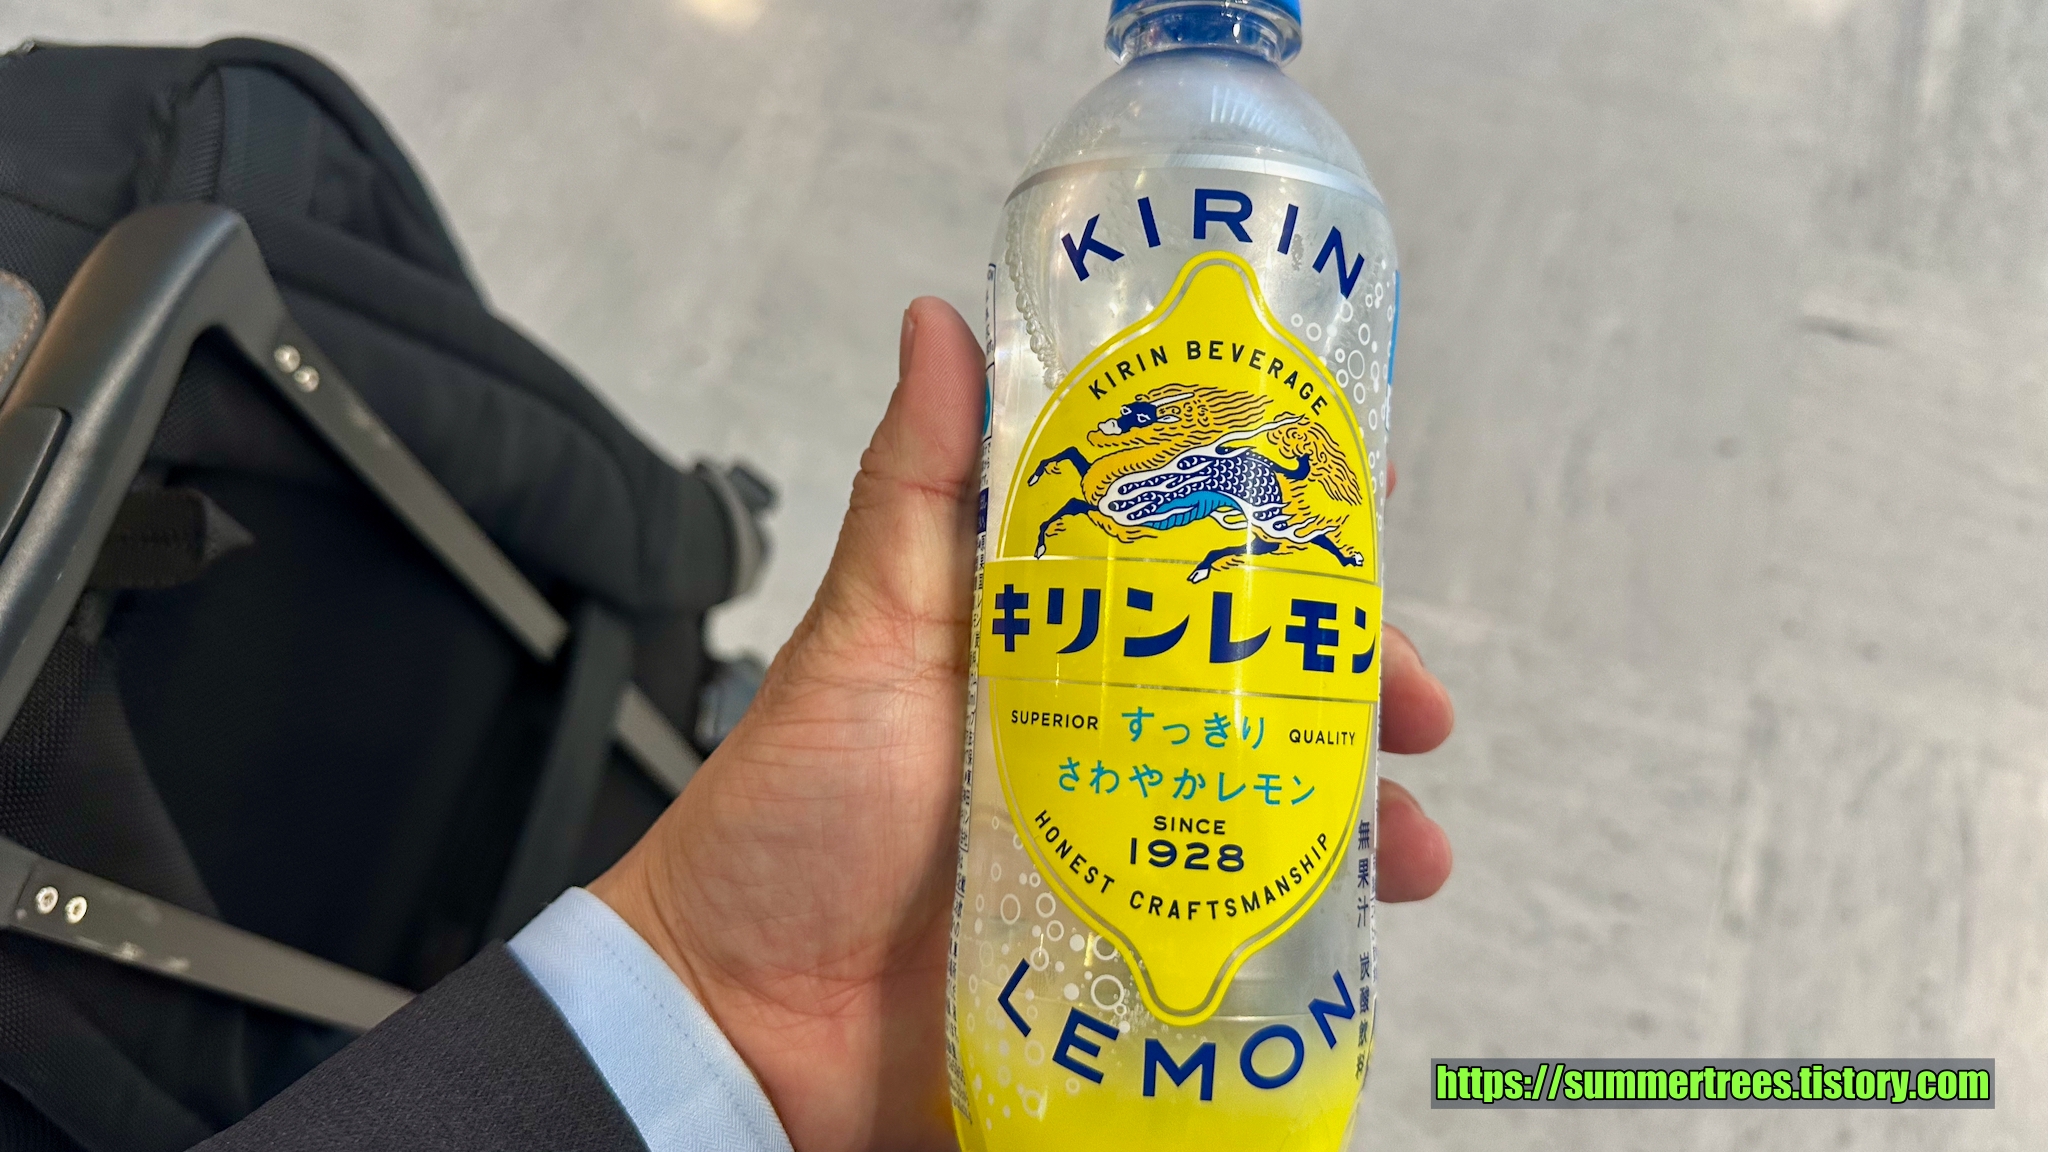 KIRIN
KIRIN BEVERAGE
キリンレモン
SUPERIOR すっきり QUALITY
さわやかレモン
SINCE
1928
HONEST CRAFTSMANSHIP
LEMON
無果汁 炭酸飲料
https://summertrees.tistory.com